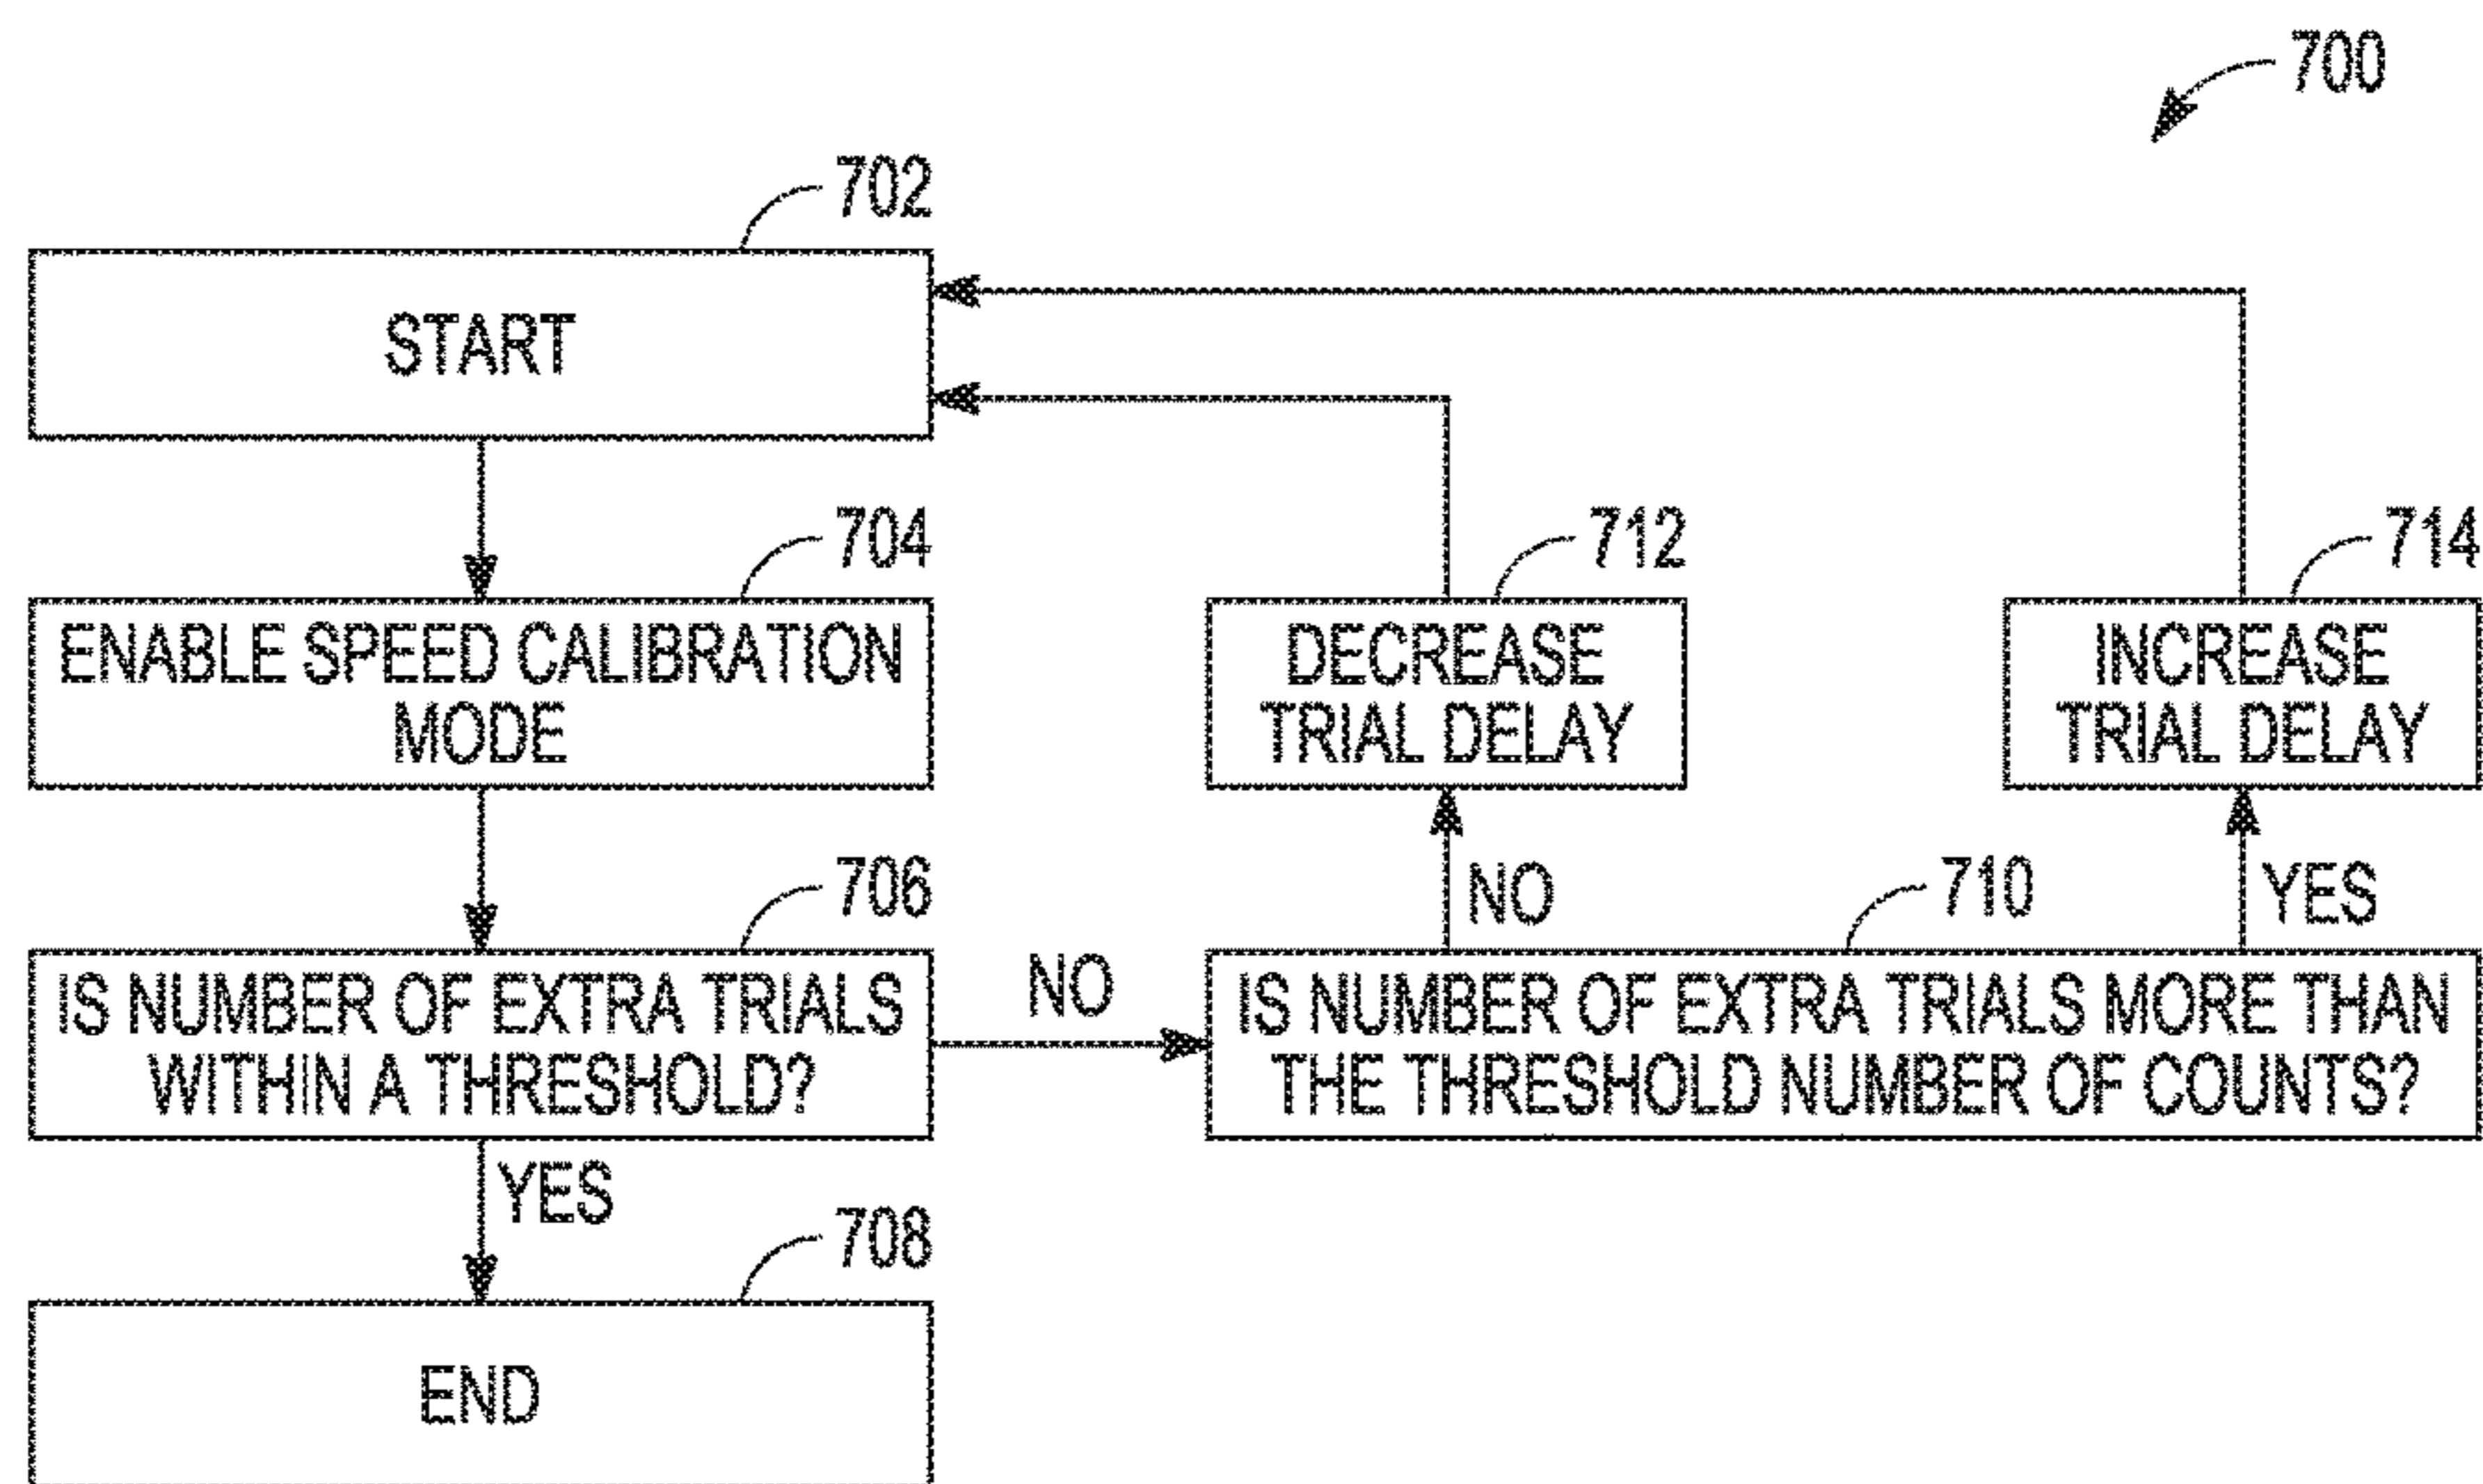 700
702
START
704
ENABLE SPEED CALIBRATION
MODE
712
DECREASE
TRIAL DELAY
714
INCREASE
TRIAL DELAY
706
IS NUMBER OF EXTRA TRIALS
WITHIN A THRESHOLD?
NO
710
IS NUMBER OF EXTRA TRIALS MORE THAN
THE THRESHOLD NUMBER OF COUNTS?
NO
YES
YES
708
END